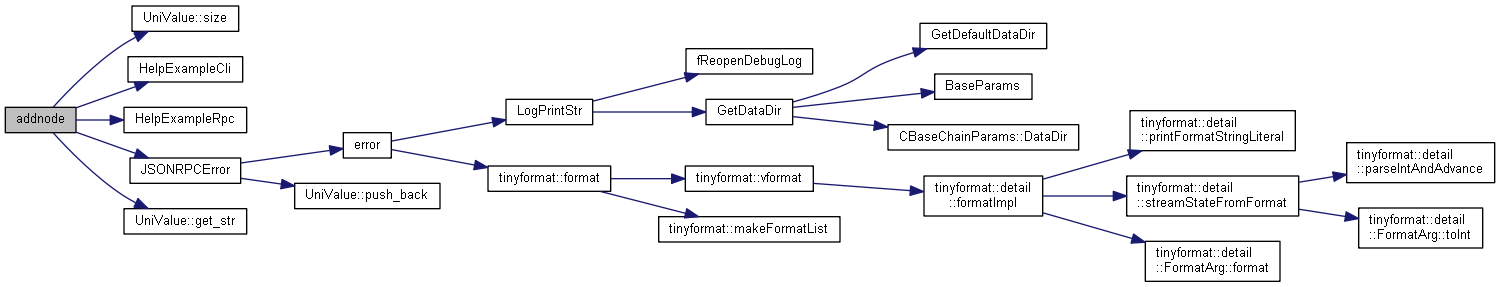 addnode
UniValue::size
HelpExampleCli
HelpExampleRpc
JSONRPCError
UniValue::get_str
error
UniValue::push_back
LogPrintStr
tinyformat::format
fReopenDebugLog
GetDataDir
tinyformat::vformat
tinyformat::makeFormatList
GetDefaultDataDir
BaseParams
CBaseChainParams::DataDir
tinyformat::detail
::formatImpl
tinyformat::detail
::printFormatStringLiteral
tinyformat::detail
::streamStateFromFormat
tinyformat::detail
::FormatArg::format
tinyformat::detail
::parseIntAndAdvance
tinyformat::detail
::FormatArg::toInt